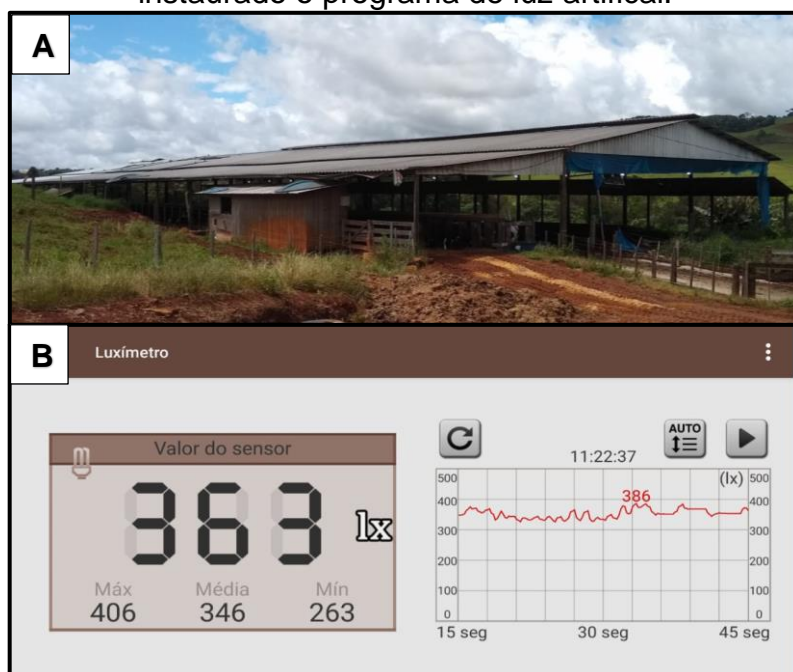 instaurado o programa de luz artifical.
A
B
Luxímetro
Valor do sensor
363 lx
Máx Média Mín
406 346 263
AUTO
11:22:37
(lx)
500 500
400 386 400
300 300
200 200
100 100
0 0
15 seg 30 seg 45 seg